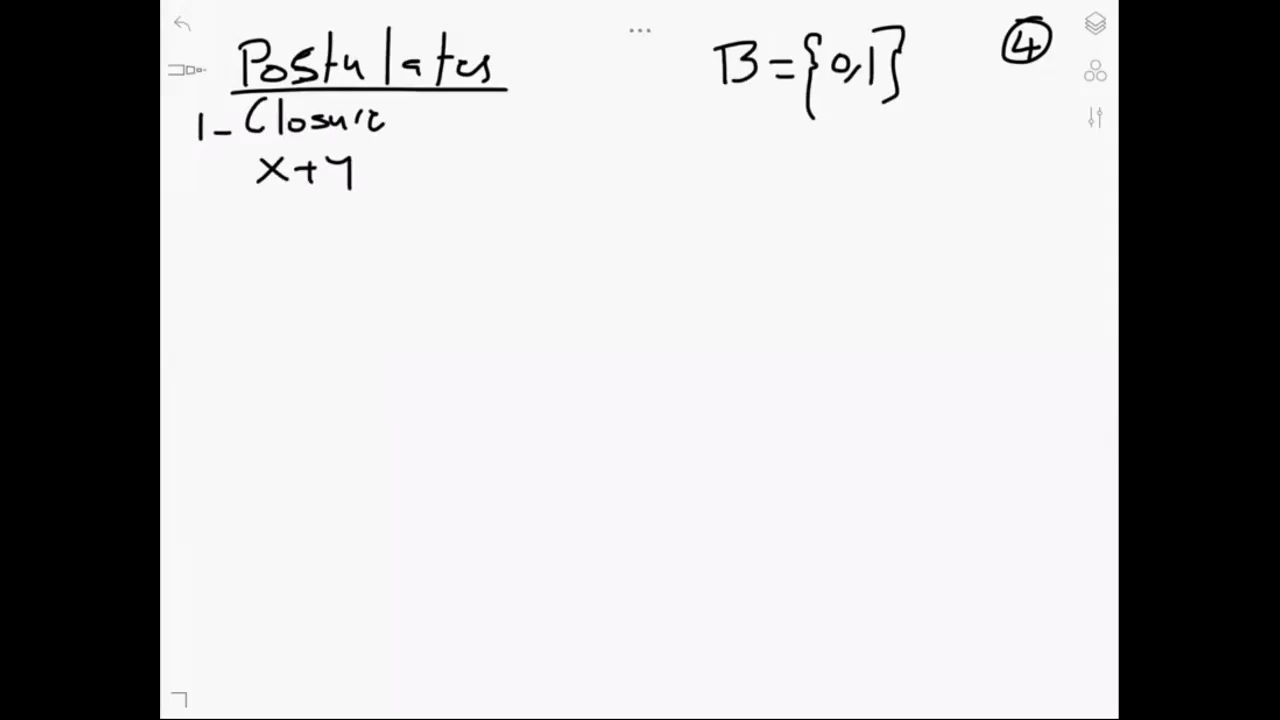 Postulates
B={0,1}
4
1- Closure
X+Y